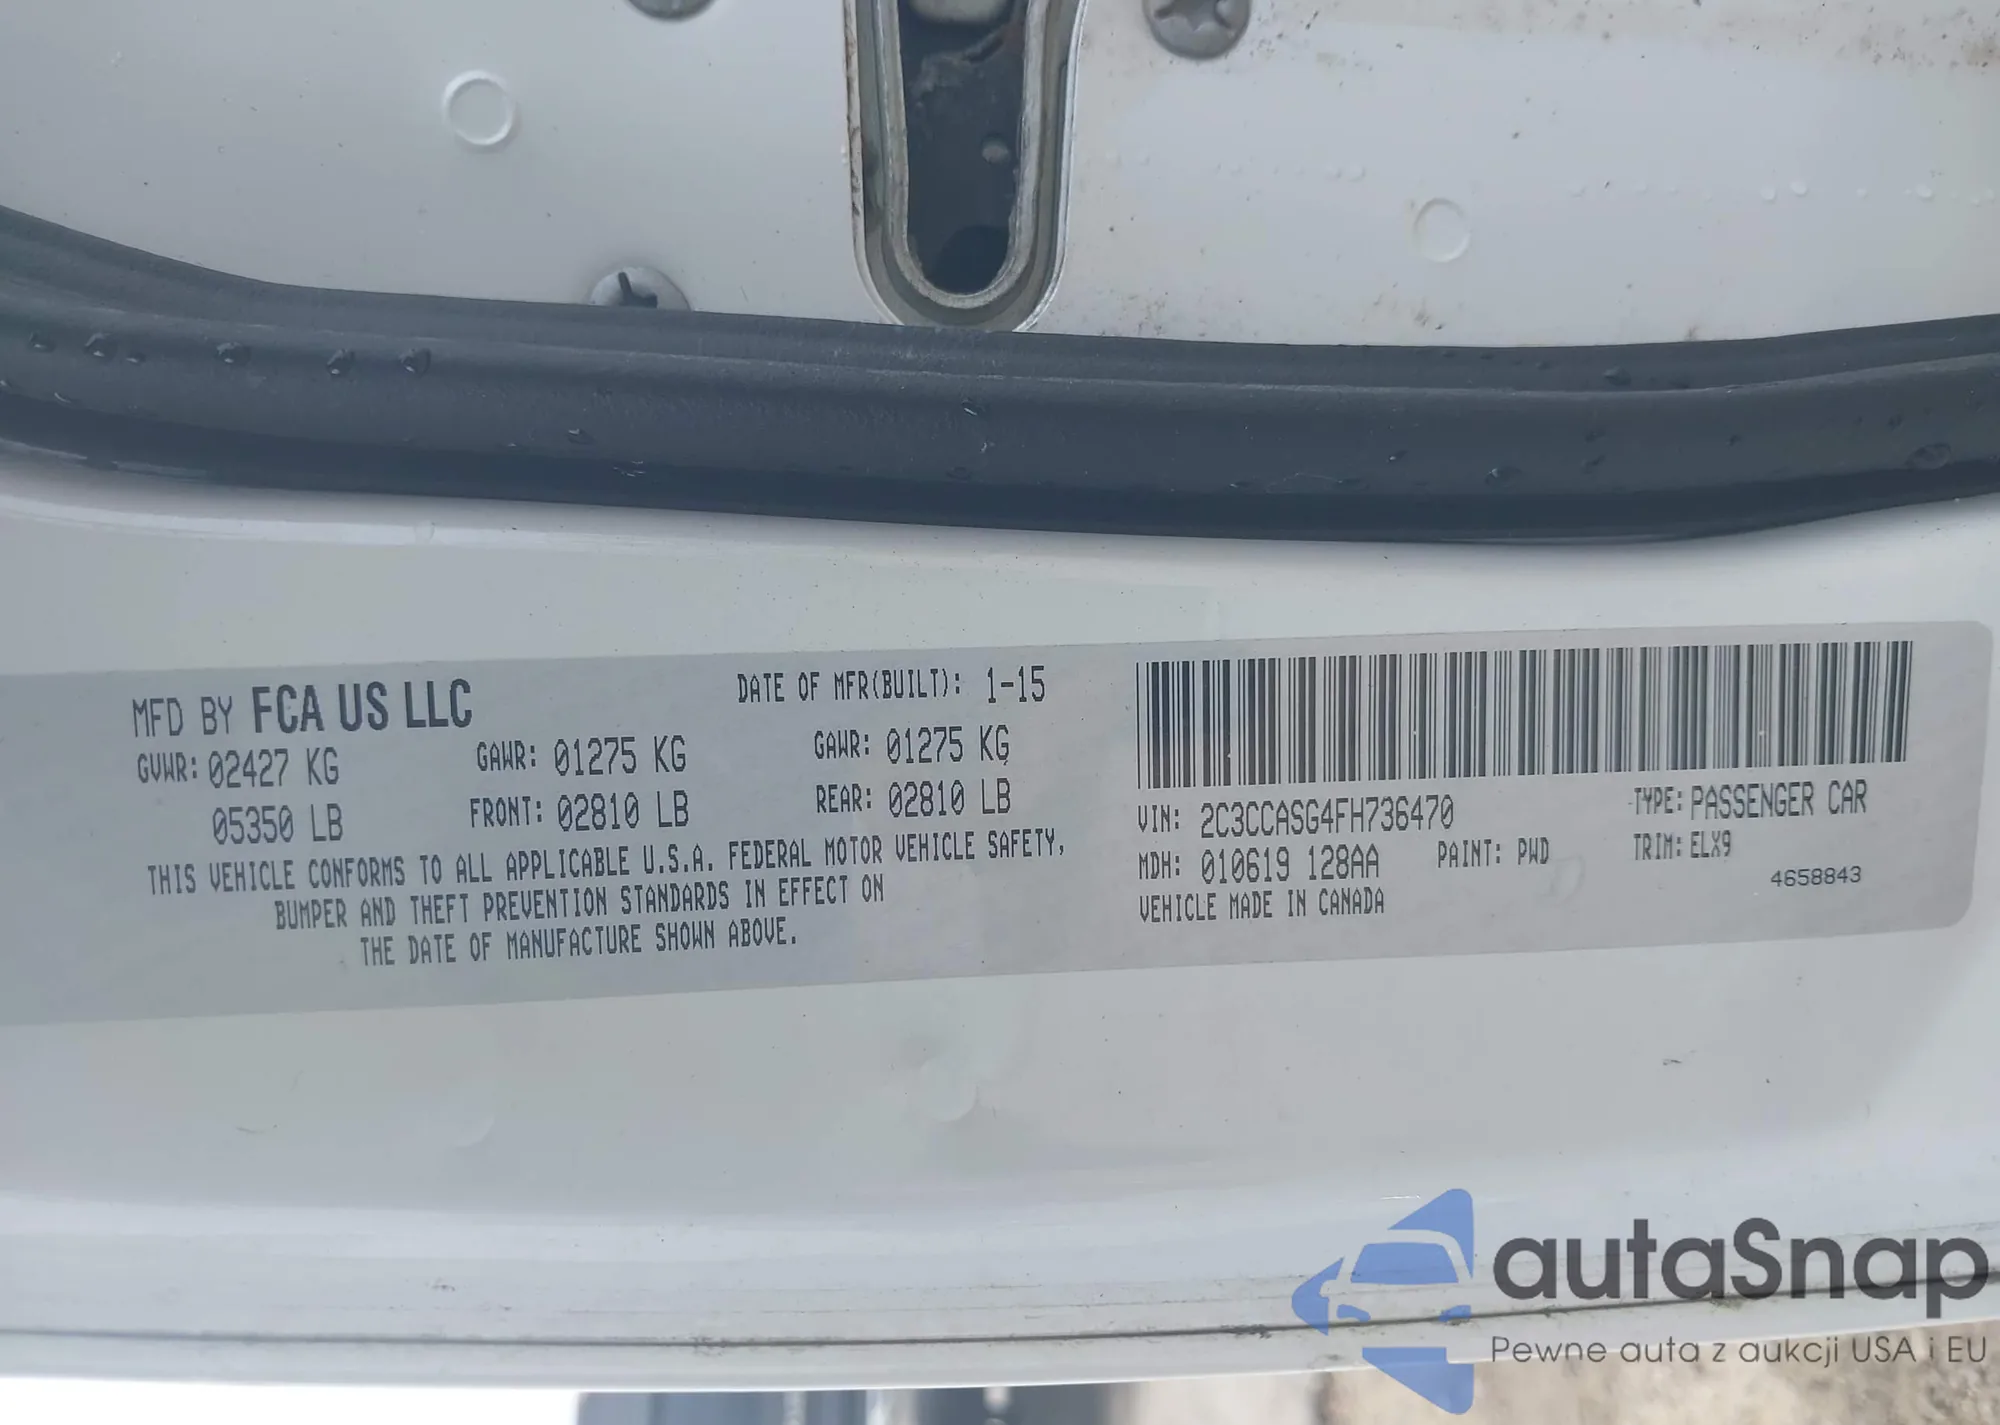 MFD BY FCA US LLC
DATE OF MFR(BUILT): 1-15
GVWR: 02427 KG
05350 LB
GAWR: 01275 KG
FRONT: 02810 LB
GAWR: 01275 KG
REAR: 02810 LB
THIS VEHICLE CONFORMS TO ALL APPLICABLE U.S.A. FEDERAL MOTOR VEHICLE SAFETY,
BUMPER AND THEFT PREVENTION STANDARDS IN EFFECT ON
THE DATE OF MANUFACTURE SHOWN ABOVE.
VIN: 2C3CCASG4FH736470
TYPE: PASSENGER CAR
MDH: 010619 128AA
PAINT: PWD
TRIM: ELX9
VEHICLE MADE IN CANADA
4658843
autaSnap
Pewne auta z aukcji USA i EU